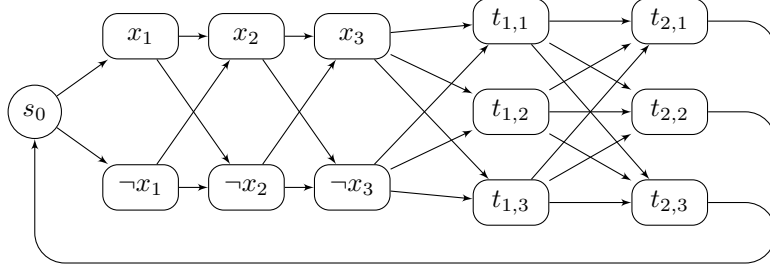 x₁ x₂ x₃ t₁,₁ t₂,₁
s₀ t₁,₂ t₂,₂
¬x₁ ¬x₂ ¬x₃ t₁,₃ t₂,₃